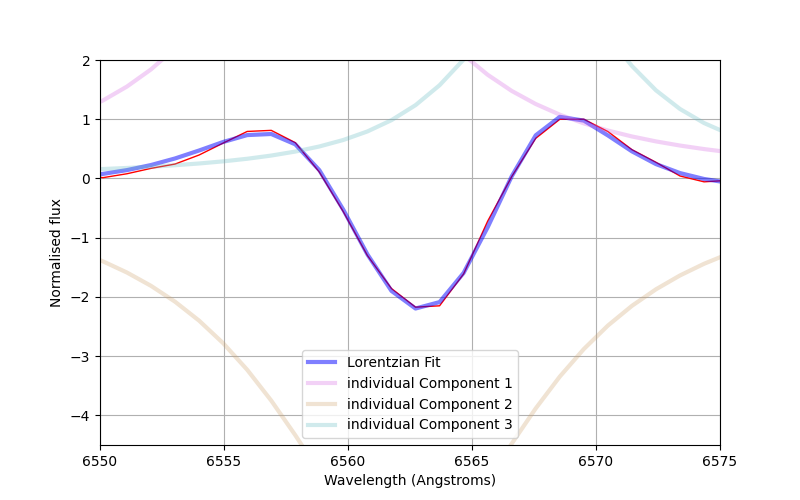 2
1
0
−1
−2
−3
−4
Normalised flux
Lorentzian Fit
individual Component 1
individual Component 2
individual Component 3
6550 6555 6560 6565 6570 6575
Wavelength (Angstroms)